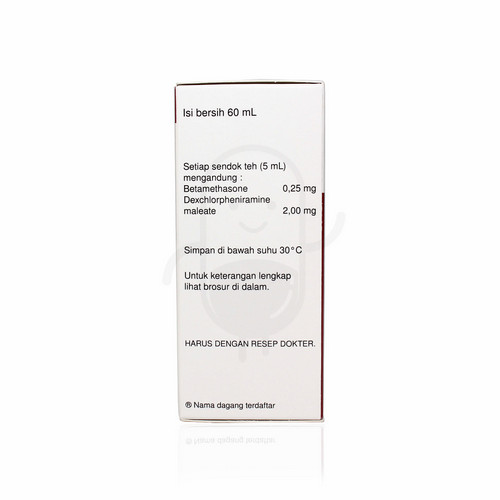 Isi bersih 60 mL
Setiap sendok teh (5 mL)
mengandung :
Betamethasone 0,25 mg
Dexchlorpheniramine
maleate 2,00 mg
Simpan di bawah suhu 30°C
Untuk keterangan lengkap
lihat brosur di dalam.
HARUS DENGAN RESEP DOKTER.
® Nama dagang terdaftar